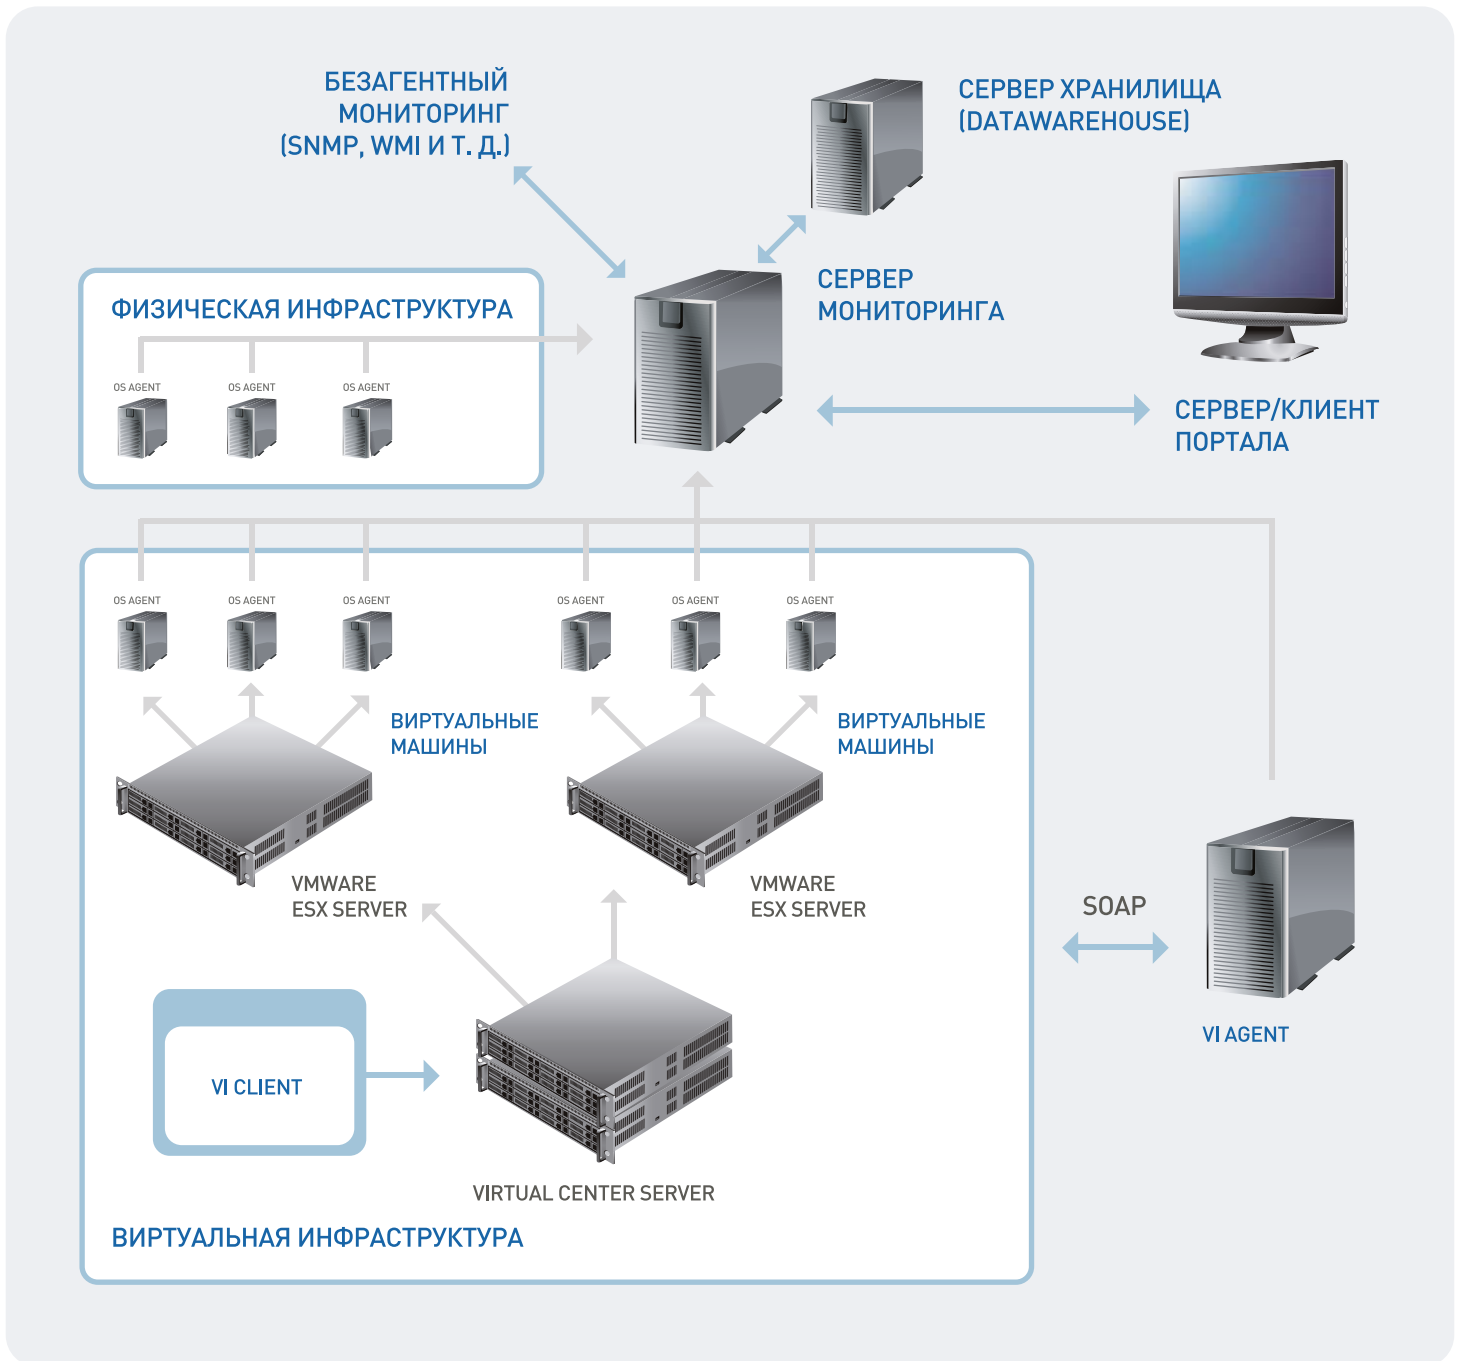 БЕЗАГЕНТНЫЙ
МОНИТОРИНГ
(SNMP, WMI И Т. Д.)
СЕРВЕР ХРАНИЛИЩА
(DATAWAREHOUSE)
СЕРВЕР
МОНИТОРИНГА
ФИЗИЧЕСКАЯ ИНФРАСТРУКТУРА
OS AGENT
OS AGENT
OS AGENT
СЕРВЕР/КЛИЕНТ
ПОРТАЛА
OS AGENT
OS AGENT
OS AGENT
OS AGENT
OS AGENT
OS AGENT
ВИРТУАЛЬНЫЕ
МАШИНЫ
ВИРТУАЛЬНЫЕ
МАШИНЫ
VMWARE
ESX SERVER
VMWARE
ESX SERVER
SOAP
VI AGENT
VI CLIENT
VIRTUAL CENTER SERVER
ВИРТУАЛЬНАЯ ИНФРАСТРУКТУРА